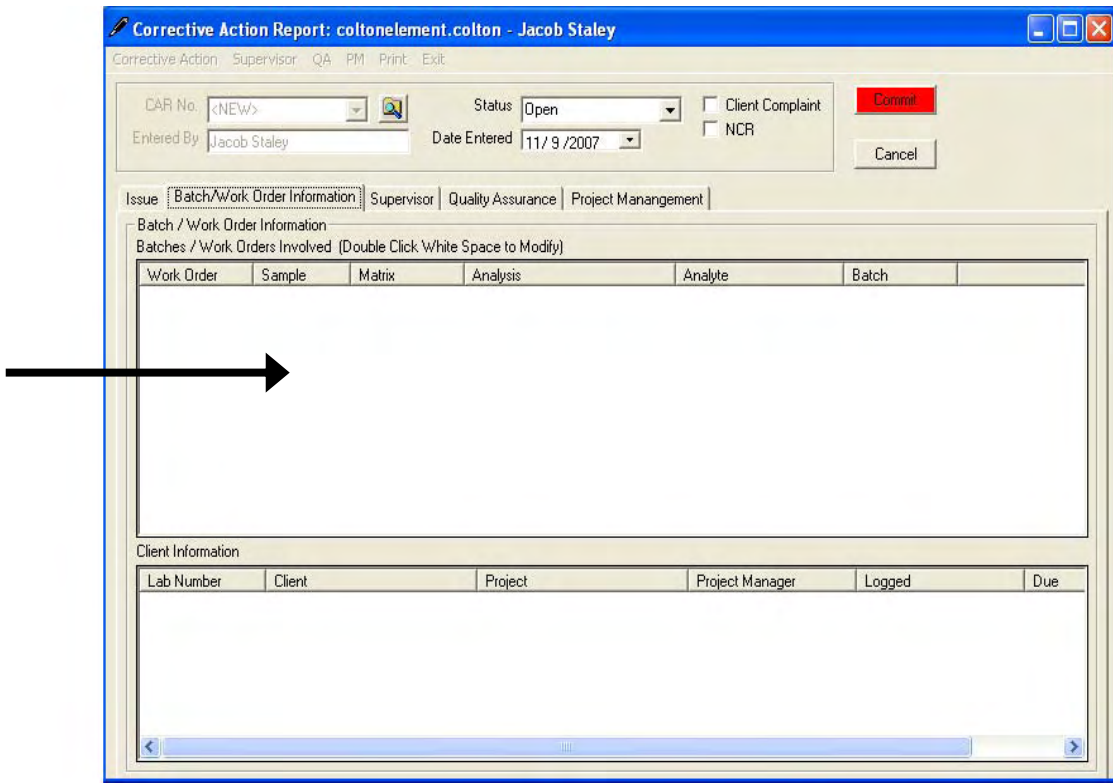 Corrective Action Report: coltonelement.colton - Jacob Staley
Corrective Action Supervisor QA PM Print Exit
CAR No. <NEW> Status Open Client Complaint Commit
Entered By Jacob Staley Date Entered 11/ 9 /2007 NCR Cancel
Issue Batch/Work Order Information Supervisor Quality Assurance Project Manangement
Batch / Work Order Information
Batches / Work Orders Involved (Double Click White Space to Modify)
Work Order Sample Matrix Analysis Analyte Batch
Client Information
Lab Number Client Project Project Manager Logged Due